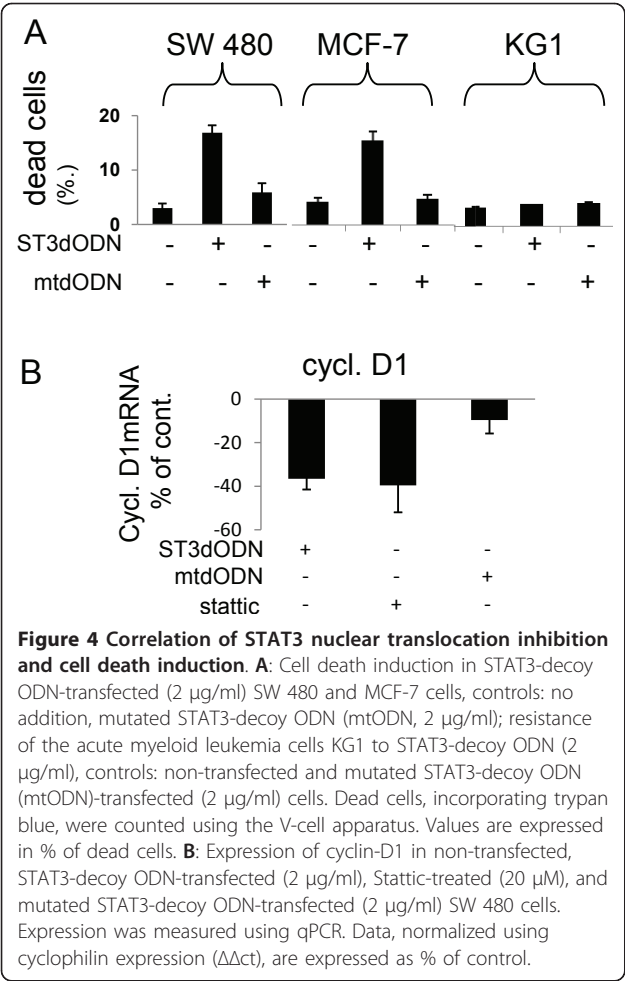 A
SW 480 MCF-7 KG1
dead cells
(%.)
20
10
0
ST3dODN - + - - + - - + -
mtdODN - - + - - + - - +
B
cycl. D1
Cycl. D1mRNA
% of cont.
0
-20
-40
-60
ST3dODN + - -
mtdODN - - +
stattic - + -
Figure 4 Correlation of STAT3 nuclear translocation inhibition
and cell death induction. A: Cell death induction in STAT3-decoy
ODN-transfected (2 μg/ml) SW 480 and MCF-7 cells, controls: no
addition, mutated STAT3-decoy ODN (mtODN, 2 μg/ml); resistance
of the acute myeloid leukemia cells KG1 to STAT3-decoy ODN (2
μg/ml), controls: non-transfected and mutated STAT3-decoy ODN
(mtODN)-transfected (2 μg/ml) cells. Dead cells, incorporating trypan
blue, were counted using the V-cell apparatus. Values are expressed
in % of dead cells. B: Expression of cyclin-D1 in non-transfected,
STAT3-decoy ODN-transfected (2 μg/ml), Stattic-treated (20 μM), and
mutated STAT3-decoy ODN-transfected (2 μg/ml) SW 480 cells.
Expression was measured using qPCR. Data, normalized using
cyclophilin expression (ΔΔct), are expressed as % of control.